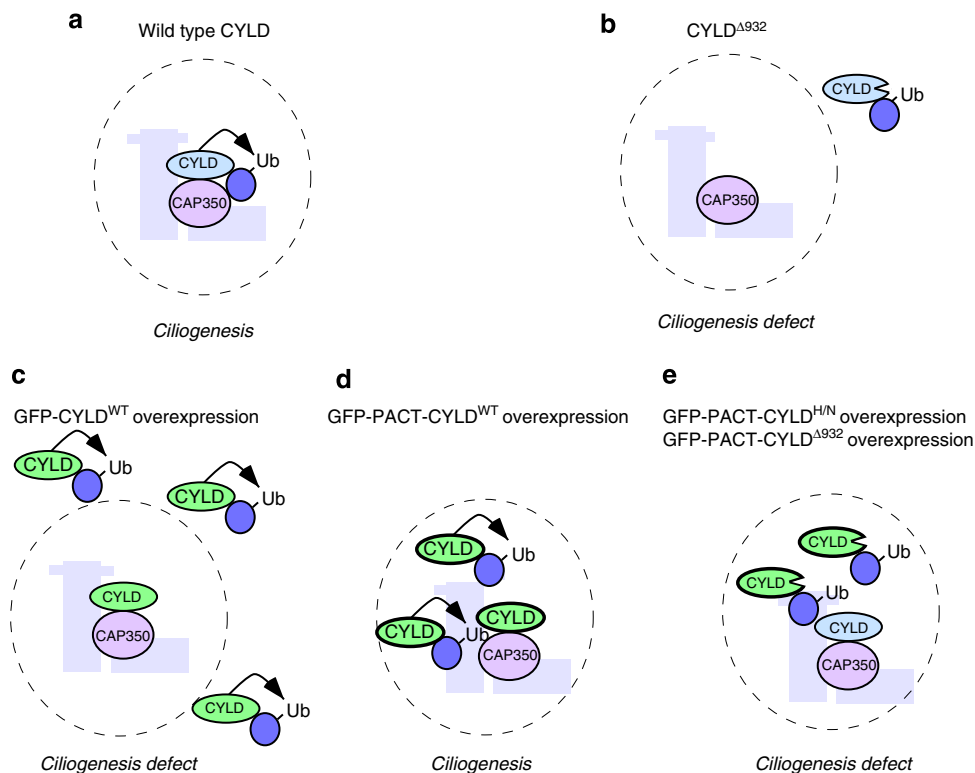 a
Wild type CYLD
CYLD
Ub
CAP350
Ciliogenesis
b
CYLD^Δ932
CYLD
Ub
CAP350
Ciliogenesis defect
c
GFP-CYLD^WT overexpression
CYLD
Ub
CYLD
Ub
CYLD
CAP350
CYLD
Ub
Ciliogenesis defect
d
GFP-PACT-CYLD^WT overexpression
CYLD
Ub
CYLD
Ub
CYLD
CAP350
Ciliogenesis
e
GFP-PACT-CYLD^H/N overexpression
GFP-PACT-CYLD^Δ932 overexpression
CYLD
Ub
CYLD
Ub
CYLD
CAP350
Ciliogenesis defect